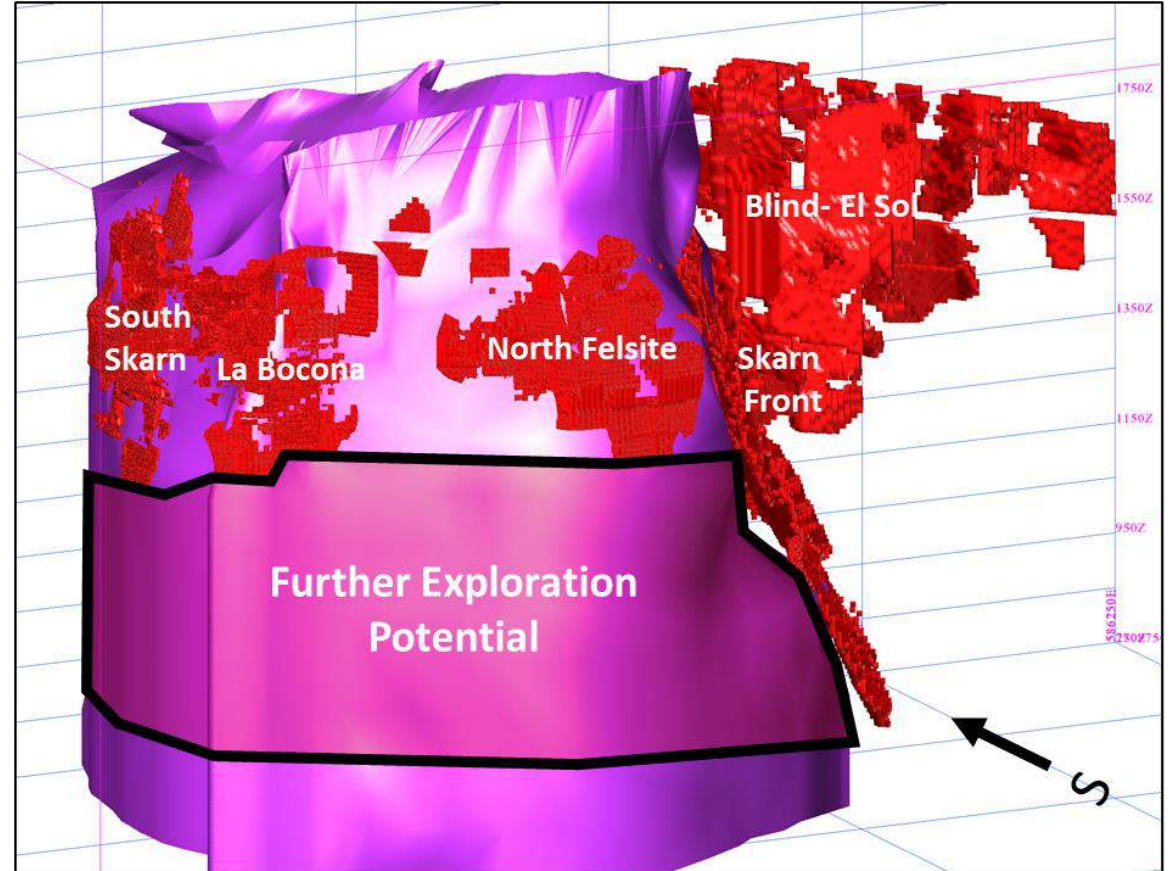 1750Z
1550Z
Blind- El Sol
1350Z
South
Skarn
La Bocona
North Felsite
Skarn
Front
1150Z
950Z
Further Exploration
Potential
586250E
S